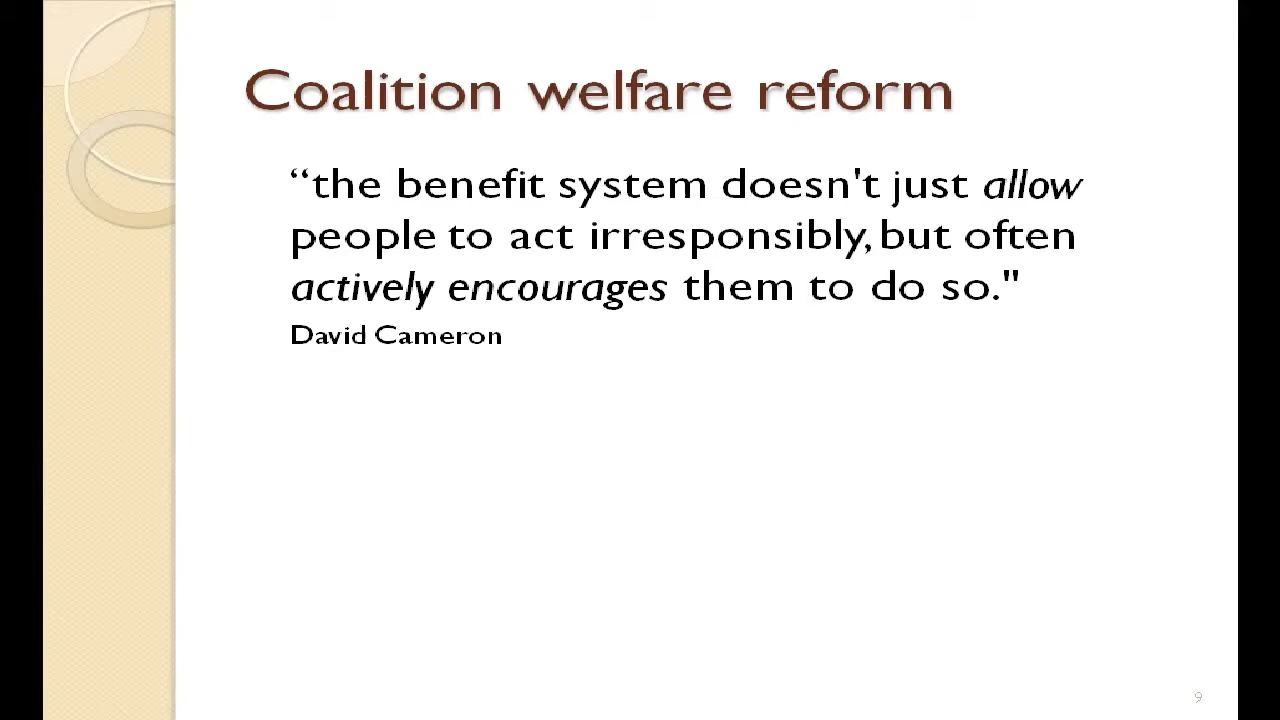 Coalition welfare reform
“the benefit system doesn't just allow
people to act irresponsibly, but often
actively encourages them to do so."
David Cameron
9